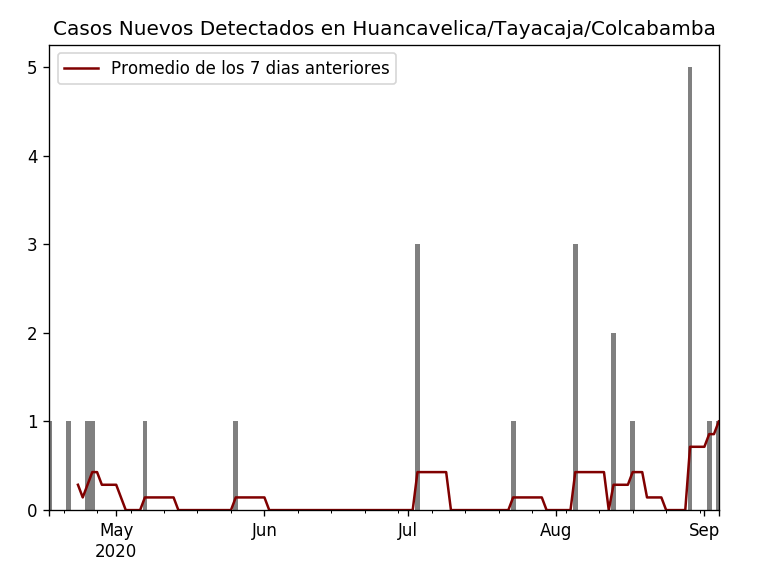 Casos Nuevos Detectados en Huancavelica/Tayacaja/Colcabamba
Promedio de los 7 dias anteriores
5
4
3
2
1
0
May Jun Jul Aug Sep
2020